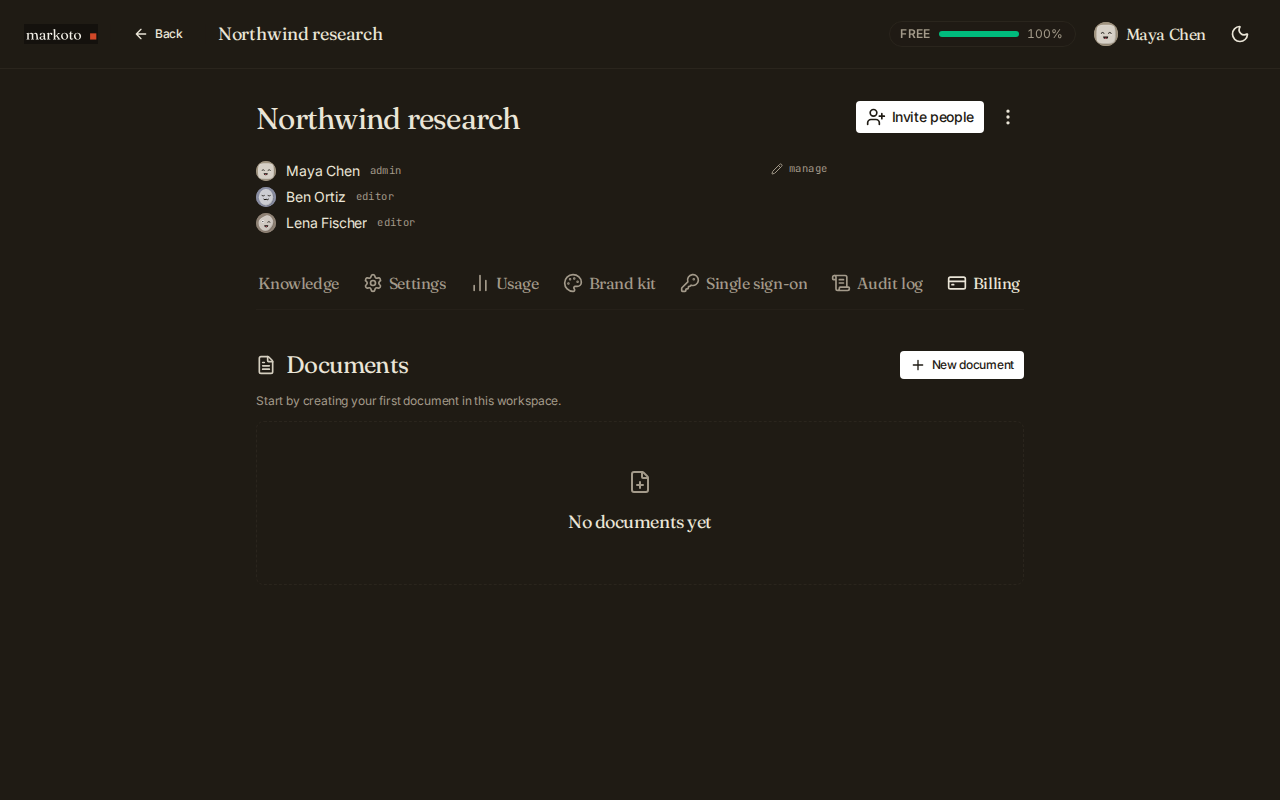 markoto
Back
Northwind research
FREE
100%
Maya Chen
Northwind research
Invite people
Maya Chen admin
manage
Ben Ortiz editor
Lena Fischer editor
Knowledge Settings Usage Brand kit Single sign-on Audit log Billing
Documents
New document
Start by creating your first document in this workspace.
No documents yet